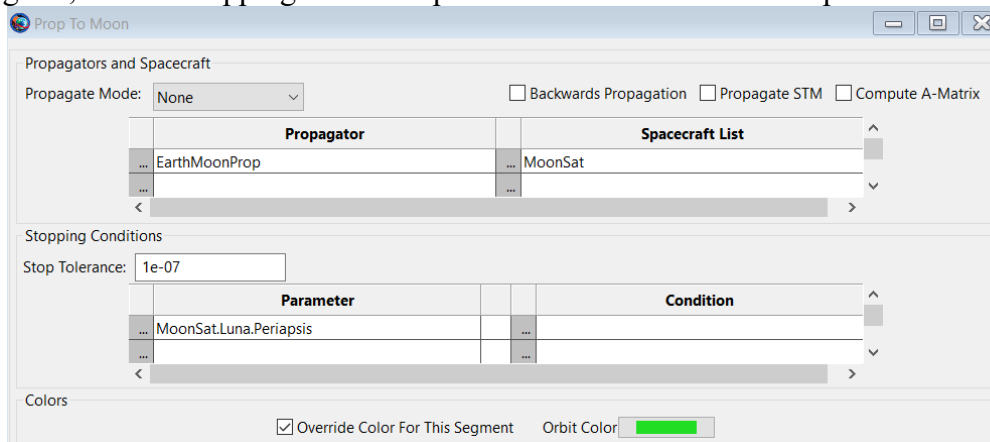 Prop To Moon
Propagators and Spacecraft
Propagate Mode: None Backwards Propagation Propagate STM Compute A-Matrix
Propagator Spacecraft List
... EarthMoonProp ... MoonSat
... ...
Stopping Conditions
Stop Tolerance: 1e-07
Parameter Condition
... MoonSat.Luna.Periapsis ...
...
Colors
Override Color For This Segment Orbit Color